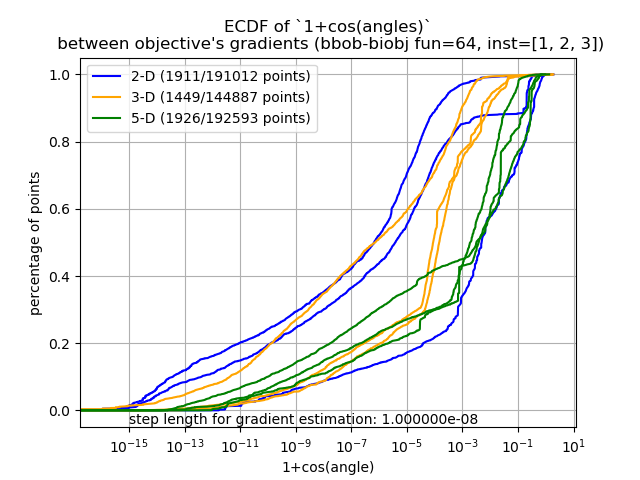 ECDF of `1+cos(angles)`
between objective's gradients (bbob-biobj fun=64, inst=[1, 2, 3])
2-D (1911/191012 points)
3-D (1449/144887 points)
5-D (1926/192593 points)
percentage of points
1.0
0.8
0.6
0.4
0.2
0.0
step length for gradient estimation: 1.000000e-08
10⁻¹⁵ 10⁻¹³ 10⁻¹¹ 10⁻⁹ 10⁻⁷ 10⁻⁵ 10⁻³ 10⁻¹ 10¹
1+cos(angle)